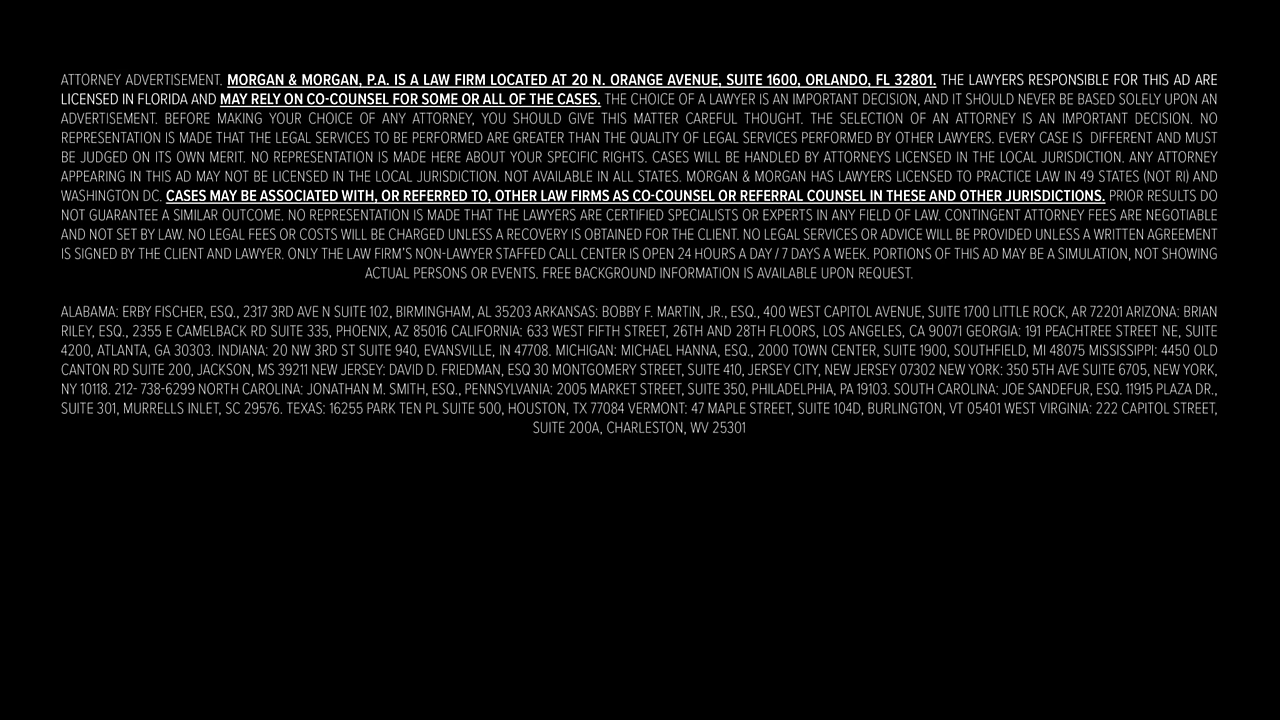 ATTORNEY ADVERTISEMENT. MORGAN & MORGAN, P.A. IS A LAW FIRM LOCATED AT 20 N. ORANGE AVENUE, SUITE 1600, ORLANDO, FL 32801. THE LAWYERS RESPONSIBLE FOR THIS AD ARE
LICENSED IN FLORIDA AND MAY RELY ON CO-COUNSEL FOR SOME OR ALL OF THE CASES. THE CHOICE OF A LAWYER IS AN IMPORTANT DECISION, AND IT SHOULD NEVER BE BASED SOLELY UPON AN
ADVERTISEMENT. BEFORE MAKING YOUR CHOICE OF ANY ATTORNEY, YOU SHOULD GIVE THIS MATTER CAREFUL THOUGHT. THE SELECTION OF AN ATTORNEY IS AN IMPORTANT DECISION. NO
REPRESENTATION IS MADE THAT THE LEGAL SERVICES TO BE PERFORMED ARE GREATER THAN THE QUALITY OF LEGAL SERVICES PERFORMED BY OTHER LAWYERS. EVERY CASE IS DIFFERENT AND MUST
BE JUDGED ON ITS OWN MERIT. NO REPRESENTATION IS MADE HERE ABOUT YOUR SPECIFIC RIGHTS. CASES WILL BE HANDLED BY ATTORNEYS LICENSED IN THE LOCAL JURISDICTION. ANY ATTORNEY
APPEARING IN THIS AD MAY NOT BE LICENSED IN THE LOCAL JURISDICTION. NOT AVAILABLE IN ALL STATES. MORGAN & MORGAN HAS LAWYERS LICENSED TO PRACTICE LAW IN 49 STATES (NOT RI) AND
WASHINGTON DC. CASES MAY BE ASSOCIATED WITH, OR REFERRED TO, OTHER LAW FIRMS AS CO-COUNSEL OR REFERRAL COUNSEL IN THESE AND OTHER JURISDICTIONS. PRIOR RESULTS DO
NOT GUARANTEE A SIMILAR OUTCOME. NO REPRESENTATION IS MADE THAT THE LAWYERS ARE CERTIFIED SPECIALISTS OR EXPERTS IN ANY FIELD OF LAW. CONTINGENT ATTORNEY FEES ARE NEGOTIABLE
AND NOT SET BY LAW. NO LEGAL FEES OR COSTS WILL BE CHARGED UNLESS A RECOVERY IS OBTAINED FOR THE CLIENT. NO LEGAL SERVICES OR ADVICE WILL BE PROVIDED UNLESS A WRITTEN AGREEMENT
IS SIGNED BY THE CLIENT AND LAWYER. ONLY THE LAW FIRM'S NON-LAWYER STAFFED CALL CENTER IS OPEN 24 HOURS A DAY / 7 DAYS A WEEK. PORTIONS OF THIS AD MAY BE A SIMULATION, NOT SHOWING
ACTUAL PERSONS OR EVENTS. FREE BACKGROUND INFORMATION IS AVAILABLE UPON REQUEST.
ALABAMA: ERBY FISCHER, ESQ., 2317 3RD AVE N SUITE 102, BIRMINGHAM, AL 35203 ARKANSAS: BOBBY F. MARTIN, JR., ESQ., 400 WEST CAPITOL AVENUE, SUITE 1700 LITTLE ROCK, AR 72201 ARIZONA: BRIAN
RILEY, ESQ., 2355 E CAMELBACK RD SUITE 335, PHOENIX, AZ 85016 CALIFORNIA: 633 WEST FIFTH STREET, 26TH AND 28TH FLOORS, LOS ANGELES, CA 90071 GEORGIA: 191 PEACHTREE STREET NE, SUITE
4200, ATLANTA, GA 30303. INDIANA: 20 NW 3RD ST SUITE 940, EVANSVILLE, IN 47708. MICHIGAN: MICHAEL HANNA, ESQ., 2000 TOWN CENTER, SUITE 1900, SOUTHFIELD, MI 48075 MISSISSIPPI: 4450 OLD
CANTON RD SUITE 200, JACKSON, MS 39211 NEW JERSEY: DAVID D. FRIEDMAN, ESQ 30 MONTGOMERY STREET, SUITE 410, JERSEY CITY, NEW JERSEY 07302 NEW YORK: 350 5TH AVE SUITE 6705, NEW YORK,
NY 10118. 212- 738-6299 NORTH CAROLINA: JONATHAN M. SMITH, ESQ., PENNSYLVANIA: 2005 MARKET STREET, SUITE 350, PHILADELPHIA, PA 19103. SOUTH CAROLINA: JOE SANDEFUR, ESQ. 11915 PLAZA DR.,
SUITE 301, MURRELLS INLET, SC 29576. TEXAS: 16255 PARK TEN PL SUITE 500, HOUSTON, TX 77084 VERMONT: 47 MAPLE STREET, SUITE 104D, BURLINGTON, VT 05401 WEST VIRGINIA: 222 CAPITOL STREET,
SUITE 200A, CHARLESTON, WV 25301